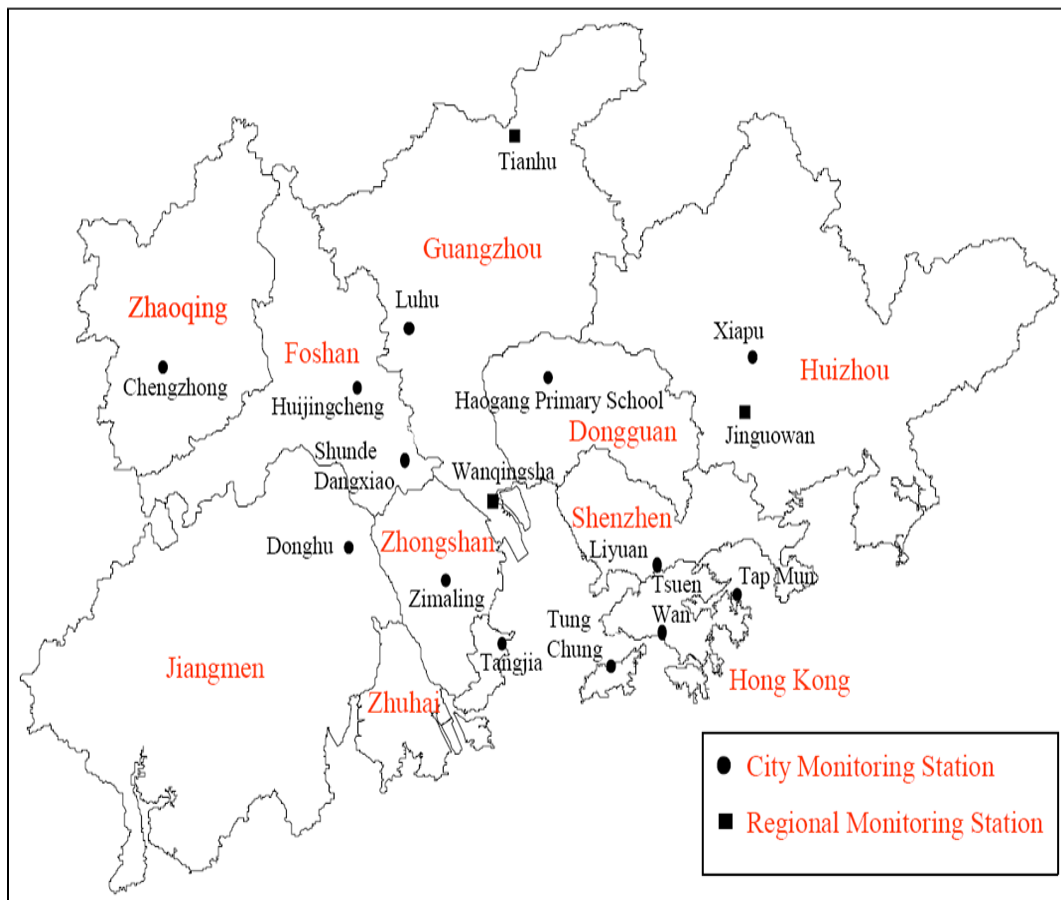 Tianhu
Guangzhou
Luhu
Zhaoqing
Chengzhong
Foshan
Huijingcheng
Xiapu
Huizhou
Haogang Primary School
Dongguan
Jinguowan
Shunde
Dangxiao
Wanqingsha
Shenzhen
Liyuan
Donghu
Zhongshan
Zimaling
Tsuen
Wan
Tap Mun
Tung
Chung
Tangjia
Jiangmen
Zhuhai
Hong Kong
City Monitoring Station
Regional Monitoring Station